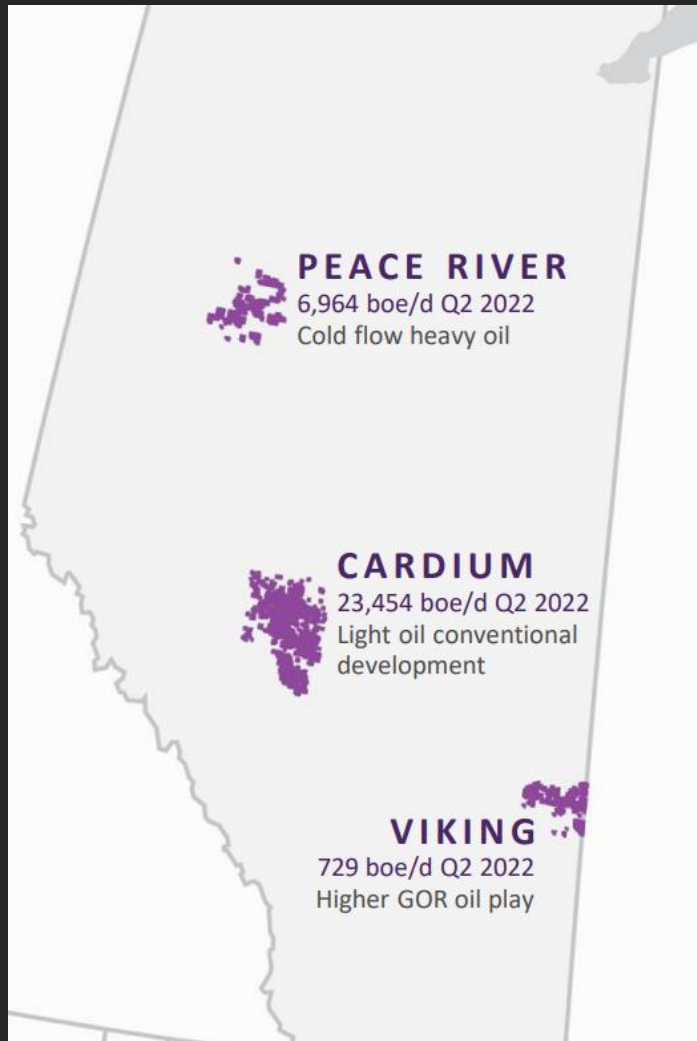 PEACE RIVER
6,964 boe/d Q2 2022
Cold flow heavy oil
CARDIUM
23,454 boe/d Q2 2022
Light oil conventional
development
VIKING
729 boe/d Q2 2022
Higher GOR oil play